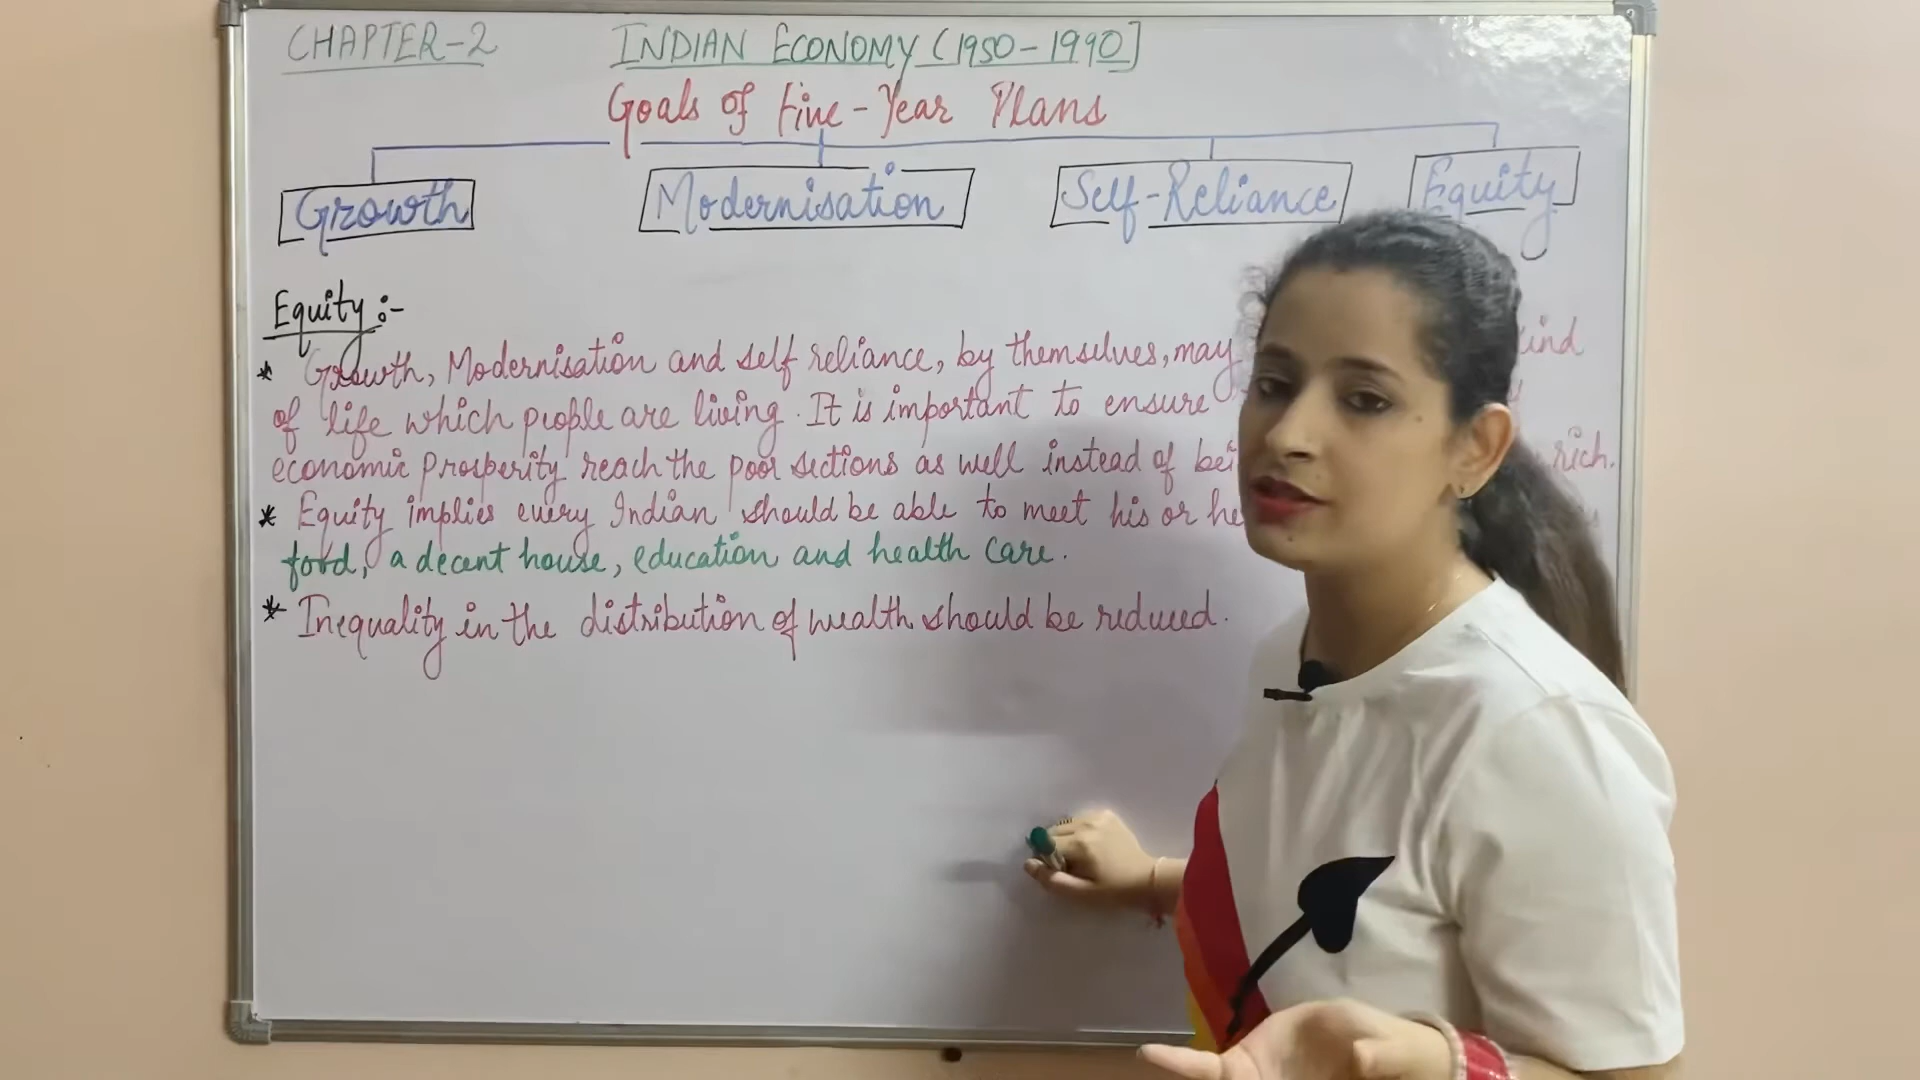 CHAPTER-2 INDIAN ECONOMY (1950-1990]
Goals of Five-Year Plans
Growth Modernisation Self-Reliance Equity
Equity :-
* Growth, Modernisation and self reliance, by themselves, may
of life which people are living. It is important to ensure
economic prosperity reach the poor sections as well instead of rich.
* Equity implies every Indian should be able to meet his or
food, a decent house, education and health care.
* Inequality in the distribution of wealth should be reduced.